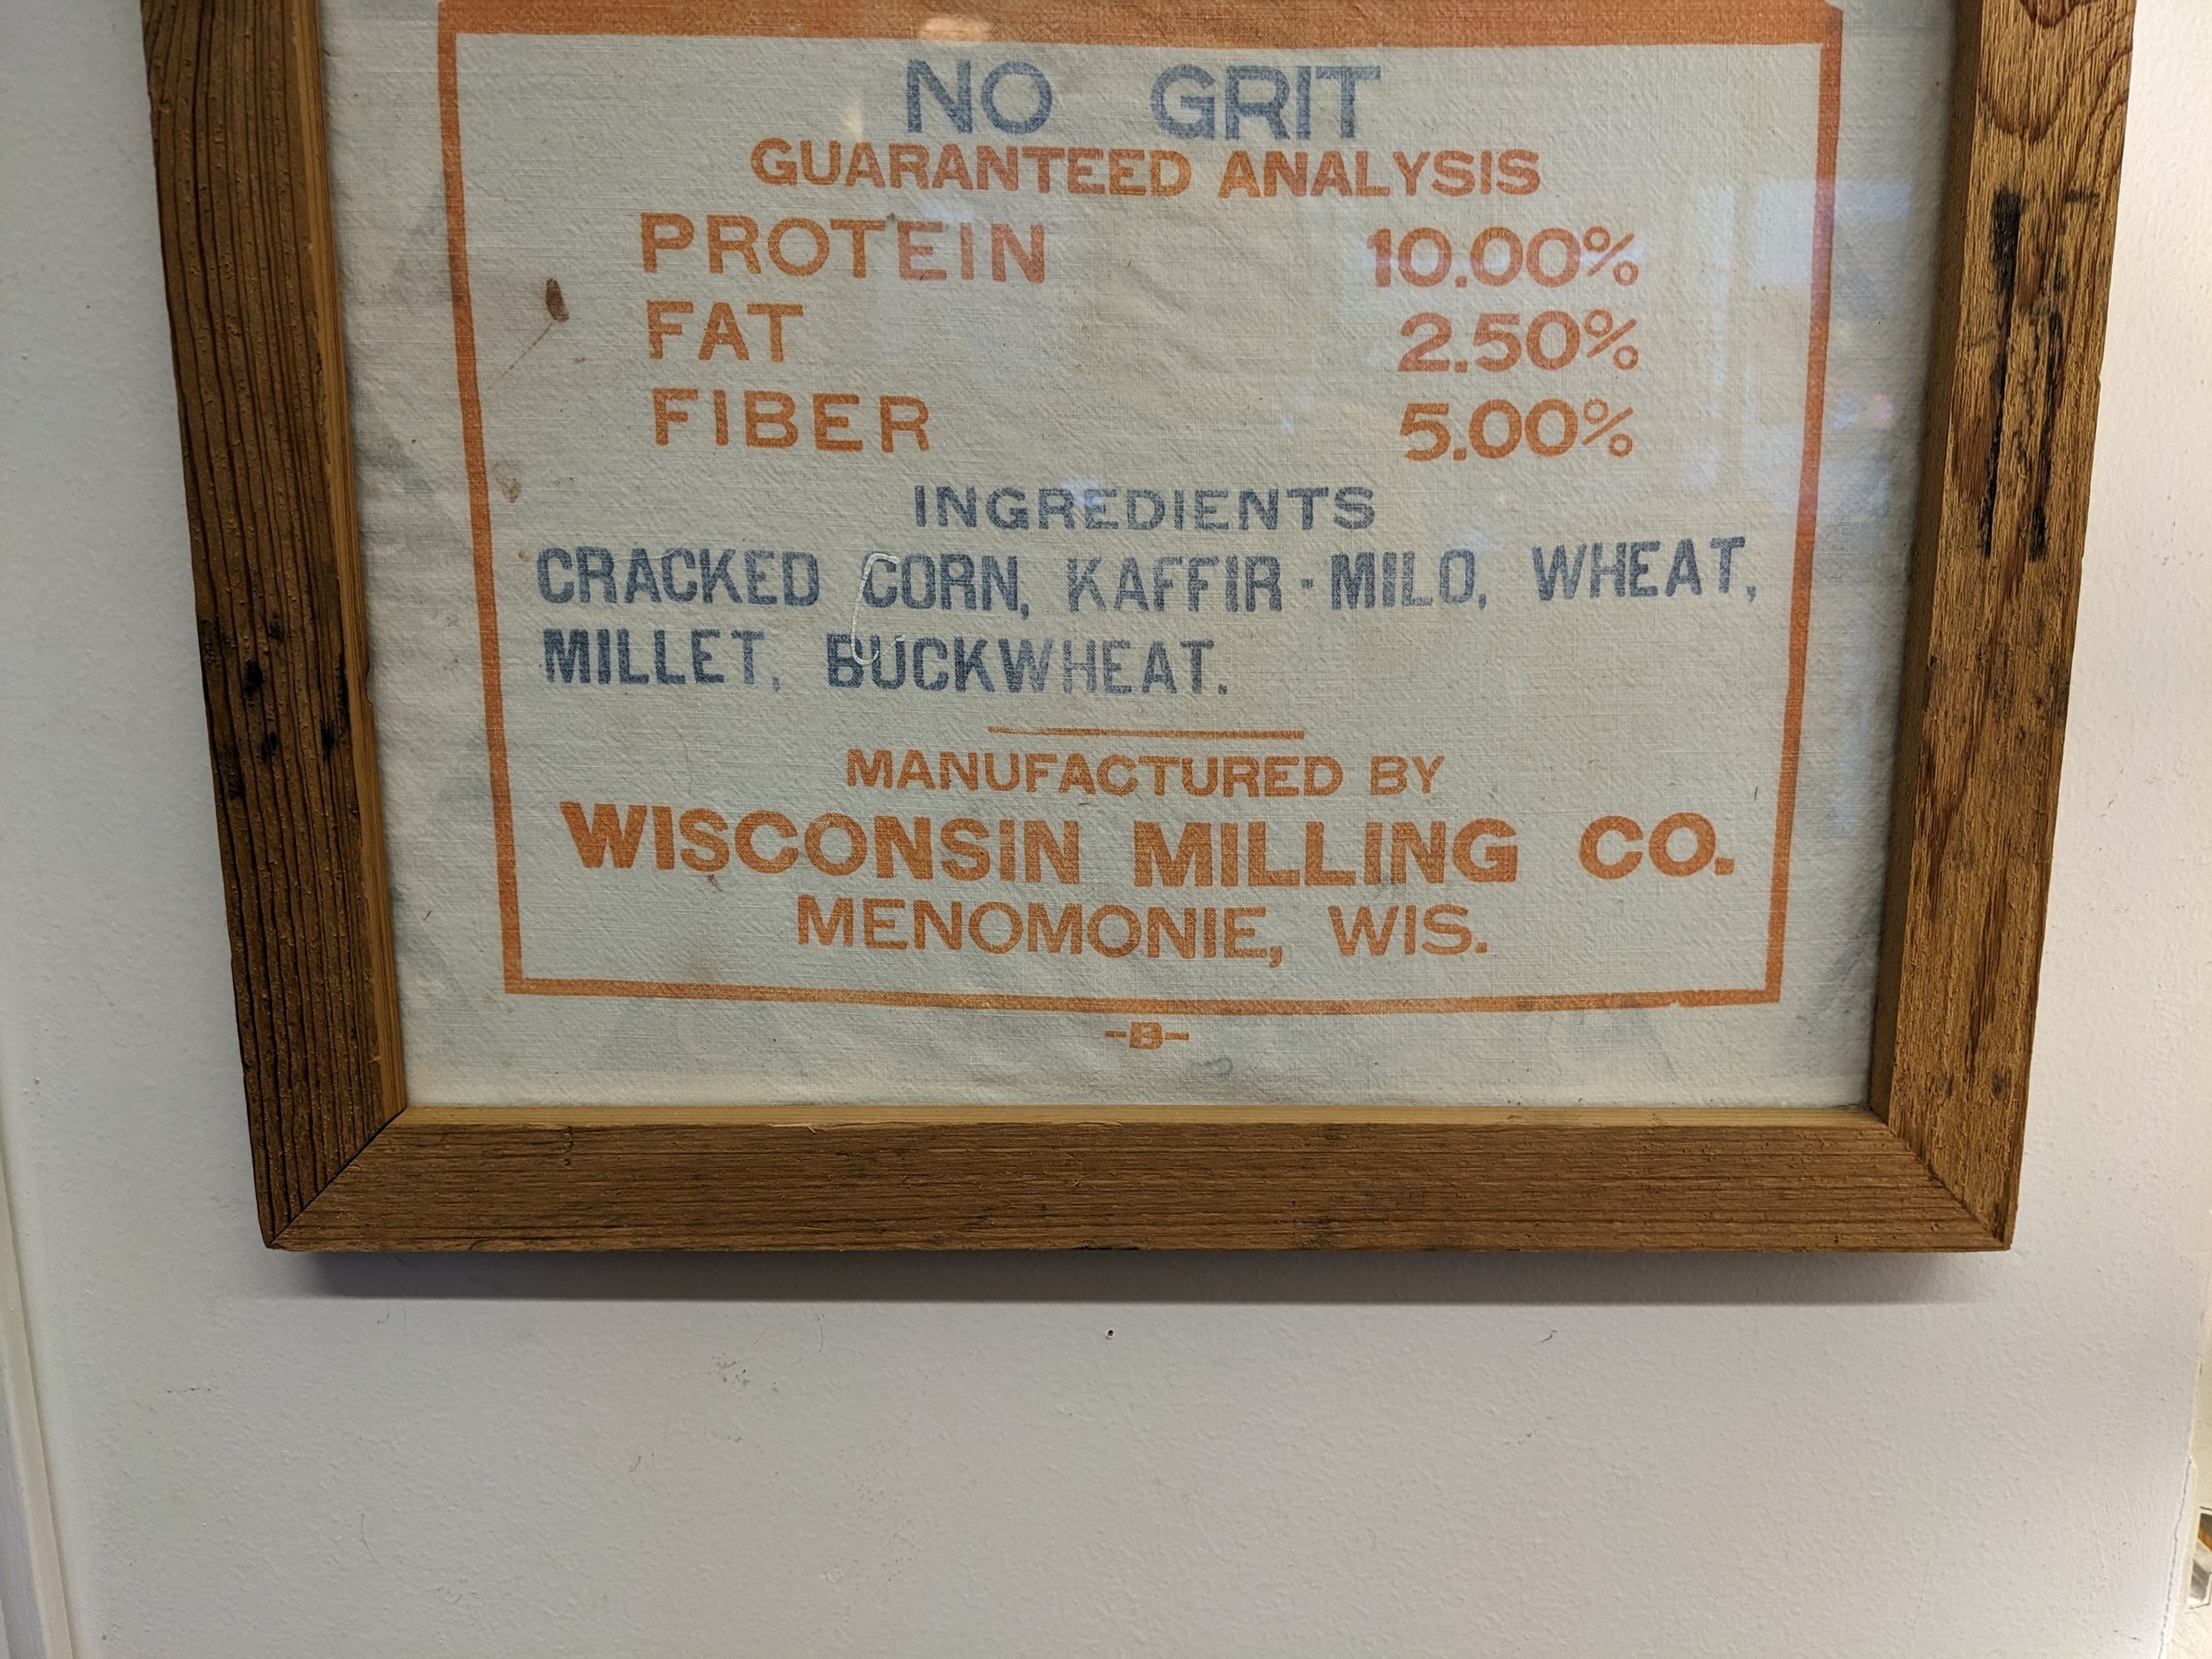 NO GRIT
GUARANTEED ANALYSIS
PROTEIN 10.00%
FAT 2.50%
FIBER 5.00%
INGREDIENTS
CRACKED CORN, KAFFIR-MILO, WHEAT,
MILLET, BUCKWHEAT.
MANUFACTURED BY
WISCONSIN MILLING CO.
MENOMONIE, WIS.
-B-